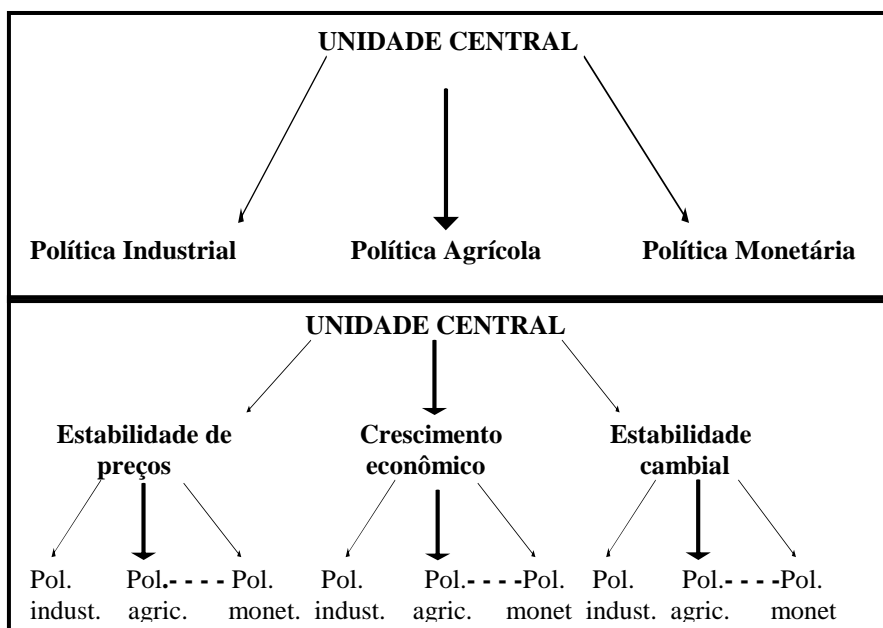 UNIDADE CENTRAL
Política Industrial Política Agrícola Política Monetária
UNIDADE CENTRAL
Estabilidade de Crescimento Estabilidade
preços econômico cambial
Pol. Pol.- - - - Pol. Pol. Pol.- - - -Pol. Pol. Pol.- - - -Pol.
indust. agric. monet. indust. agric. monet indust. agric. monet